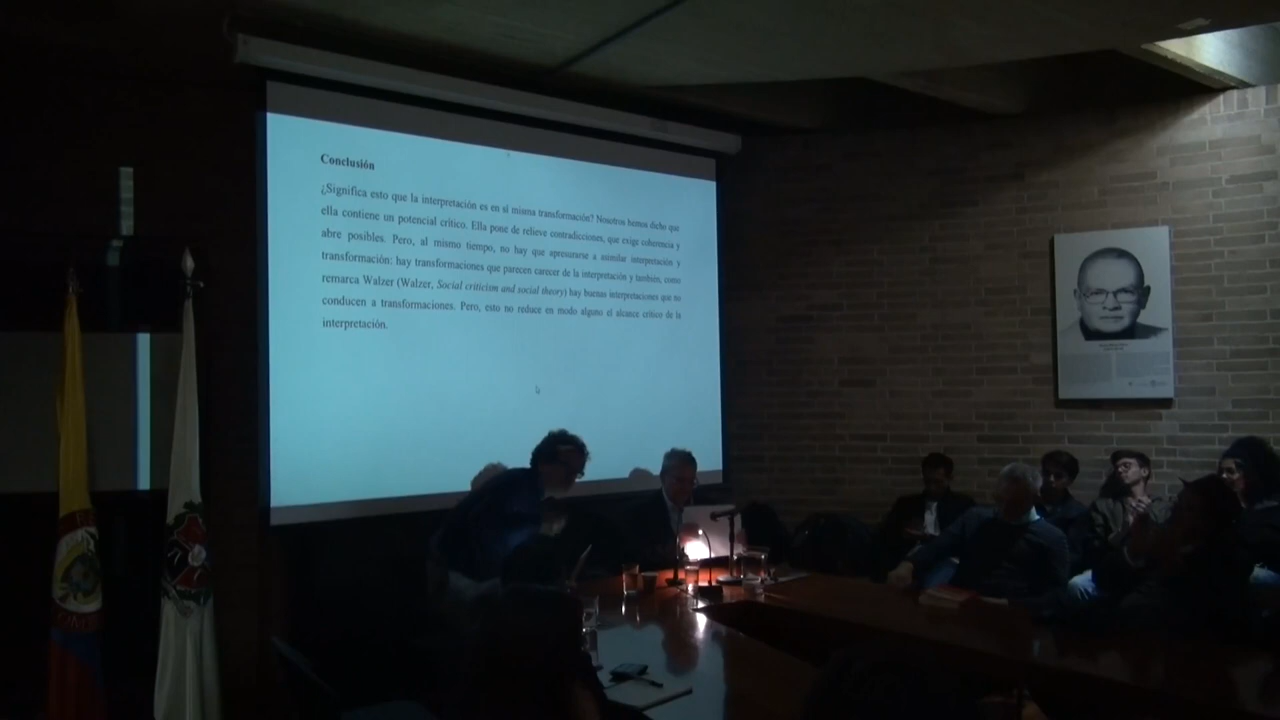 Conclusión
¿Significa esto que la interpretación es en sí misma transformación? Nosotros hemos dicho que
ella contiene un potencial crítico. Ella pone de relieve contradicciones, que exige coherencia y
abre posibles. Pero, al mismo tiempo, no hay que apresurarse a asimilar interpretación y
transformación: hay transformaciones que parecen carecer de la interpretación y también, como
remarca Walzer (Walzer, Social criticism and social theory) hay buenas interpretaciones que no
conducen a transformaciones. Pero, esto no reduce en modo alguno el alcance crítico de la
interpretación.